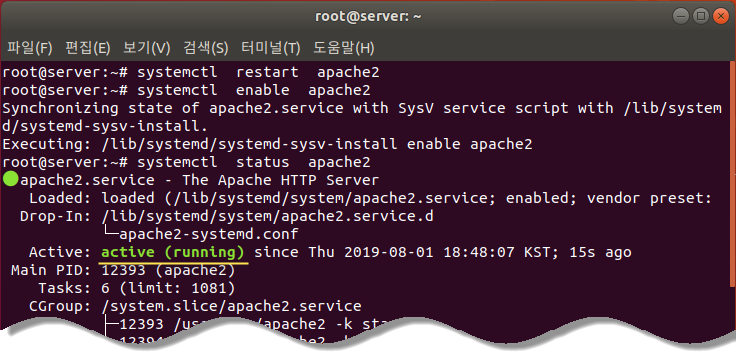 root@server: ~
파일(F) 편집(E) 보기(V) 검색(S) 터미널(T) 도움말(H)
root@server:~# systemctl  restart  apache2
root@server:~# systemctl  enable  apache2
Synchronizing state of apache2.service with SysV service script with /lib/system
d/systemd-sysv-install.
Executing: /lib/systemd/systemd-sysv-install enable apache2
root@server:~# systemctl  status  apache2
●apache2.service - The Apache HTTP Server
   Loaded: loaded (/lib/systemd/system/apache2.service; enabled; vendor preset:
  Drop-In: /lib/systemd/system/apache2.service.d
           └─apache2-systemd.conf
   Active: active (running) since Thu 2019-08-01 18:48:07 KST; 15s ago
 Main PID: 12393 (apache2)
    Tasks: 6 (limit: 1081)
   CGroup: /system.slice/apache2.service
           ├─12393 /apache2 -k